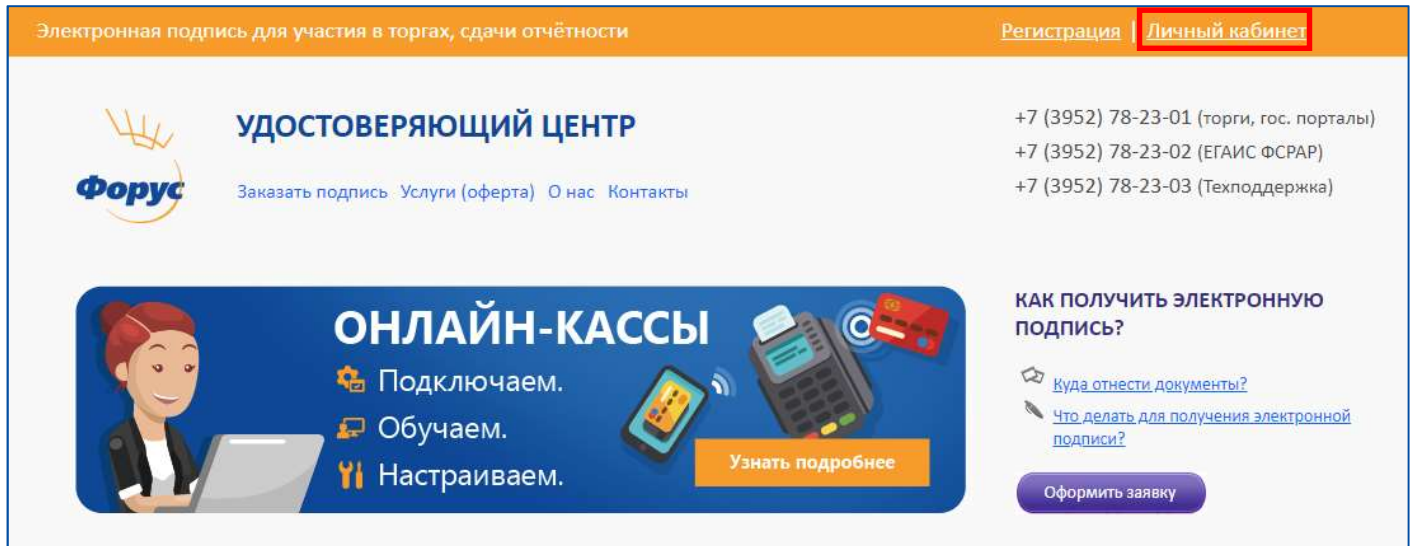 Электронная подпись для участия в торгах, сдачи отчётности
Регистрация | Личный кабинет
Форус
УДОСТОВЕРЯЮЩИЙ ЦЕНТР
Заказать подпись Услуги (оферта) О нас Контакты
+7 (3952) 78-23-01 (торги, гос. порталы)
+7 (3952) 78-23-02 (ЕГАИС ФСРАР)
+7 (3952) 78-23-03 (Техподдержка)
ОНЛАЙН-КАССЫ
Подключаем.
Обучаем.
Настраиваем.
Узнать подробнее
КАК ПОЛУЧИТЬ ЭЛЕКТРОННУЮ
ПОДПИСЬ?
Куда отнести документы?
Что делать для получения электронной
подписи?
Оформить заявку